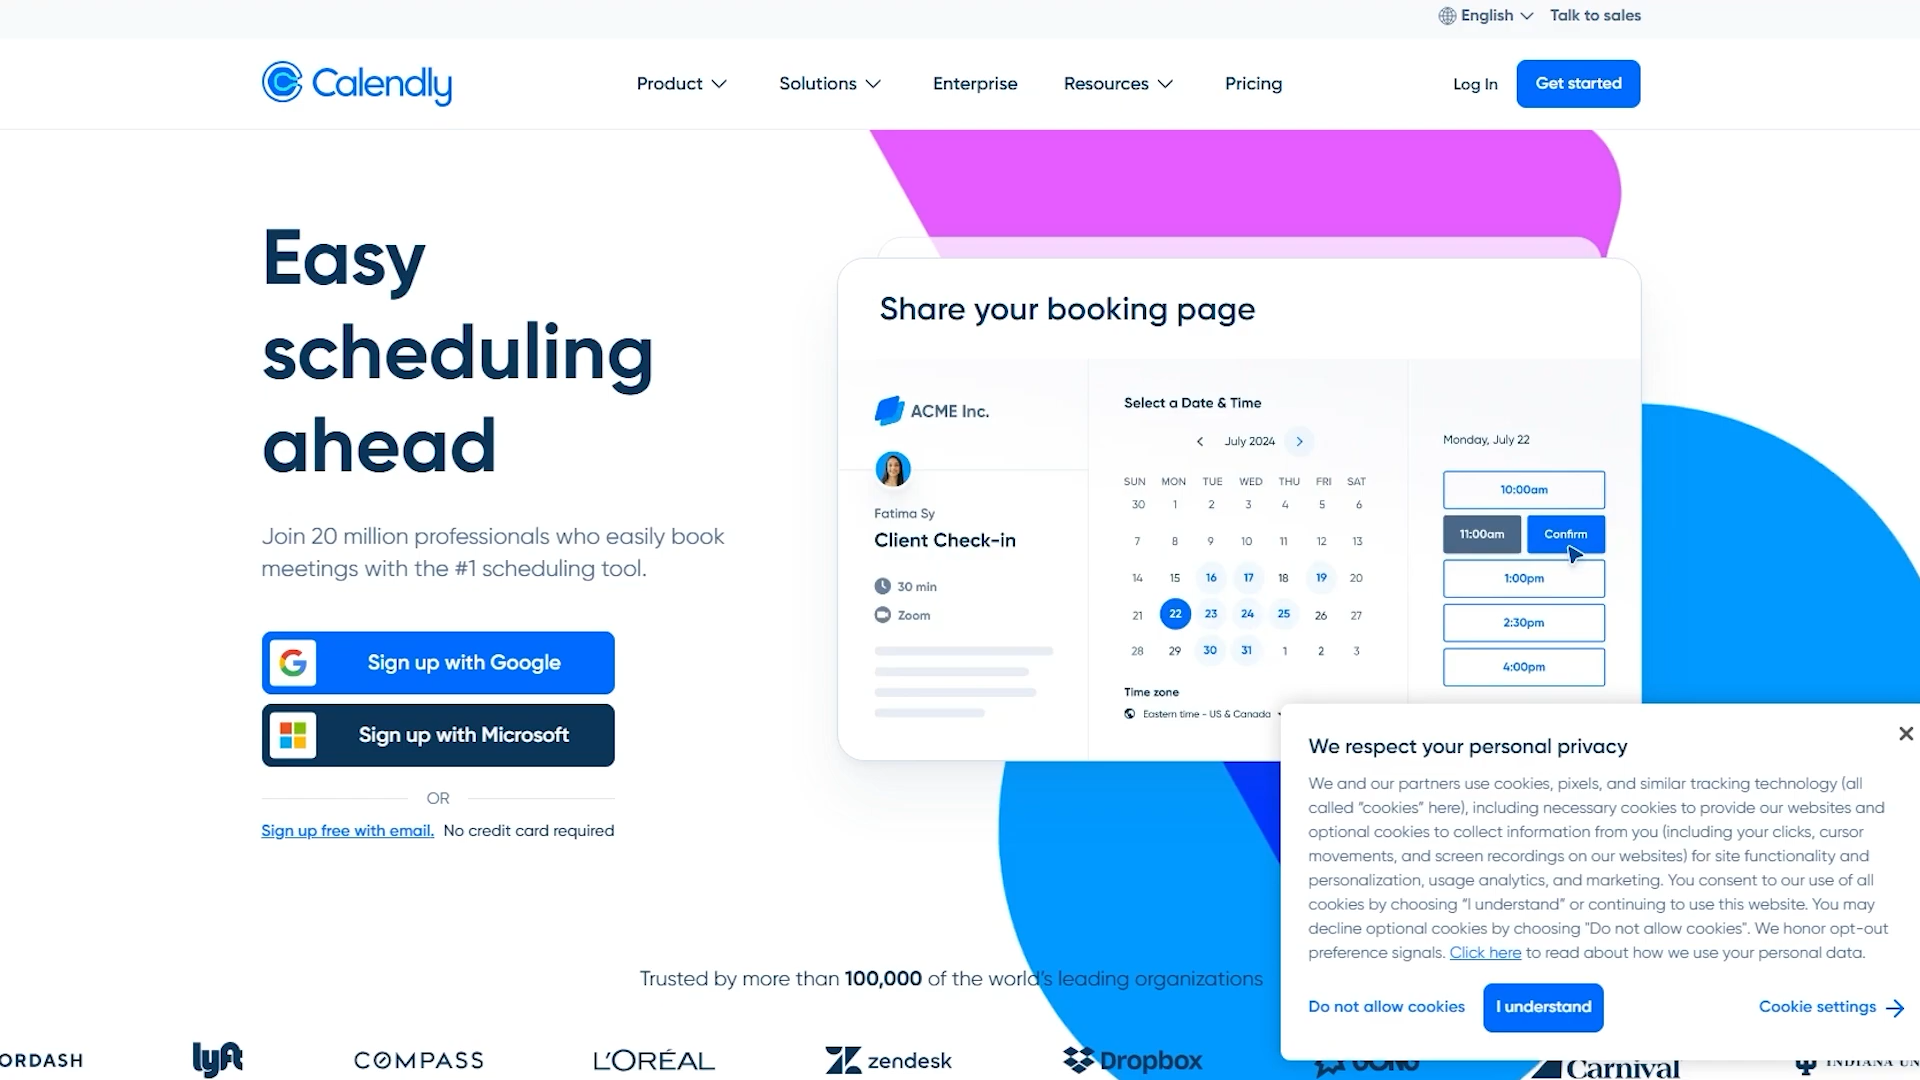 English
Talk to sales
Calendly
Product
Solutions
Enterprise
Resources
Pricing
Log In
Get started
Easy
scheduling
ahead
Join 20 million professionals who easily book
meetings with the #1 scheduling tool.
Sign up with Google
Sign up with Microsoft
OR
Sign up free with email. No credit card required
Share your booking page
ACME Inc.
Fatima Sy
Client Check-in
30 min
Zoom
Select a Date & Time
July 2024
SUN MON TUE WED THU FRI SAT
30 1 2 3 4 5 6
7 8 9 10 11 12 13
14 15 16 17 18 19 20
21 22 23 24 25 26 27
28 29 30 31 1 2 3
Time zone
Eastern time - US & Canada
Monday, July 22
10:00am
11:00am
Confirm
1:00pm
2:30pm
4:00pm
We respect your personal privacy
We and our partners use cookies, pixels, and similar tracking technology (all
called “cookies” here), including necessary cookies to provide our websites and
optional cookies to collect information from you (including your clicks, cursor
movements, and screen recordings on our websites) for site functionality and
personalization, usage analytics, and marketing. You consent to our use of all
cookies by choosing “I understand” or continuing to use this website. You may
decline optional cookies by choosing "Do not allow cookies". We honor opt-out
preference signals. Click here to read about how we use your personal data.
Do not allow cookies
I understand
Cookie settings
Trusted by more than 100,000 of the world's leading organizations
ORDASH
lyft
COMPASS
L'ORÉAL
zendesk
Dropbox
Carnival
INDIANA UN